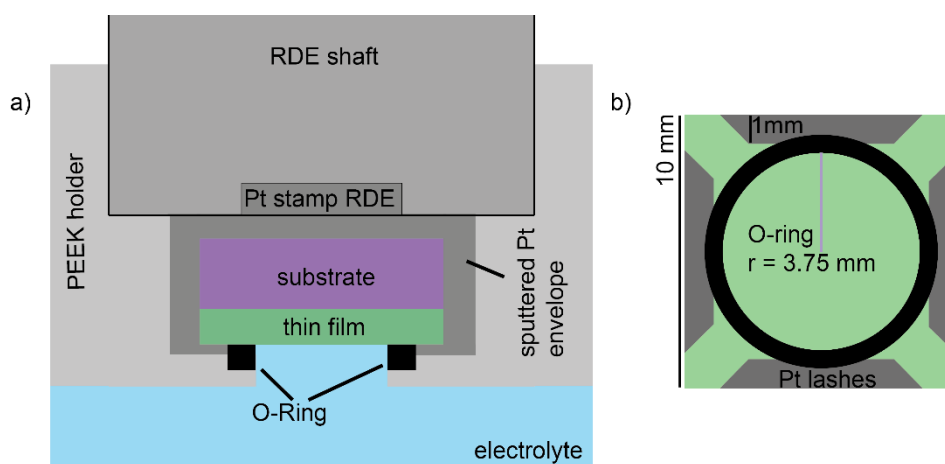 a)
RDE shaft
PEEK holder
Pt stamp RDE
substrate
thin film
sputtered Pt
envelope
O-Ring
electrolyte
b)
10 mm
1mm
O-ring
r = 3.75 mm
Pt lashes